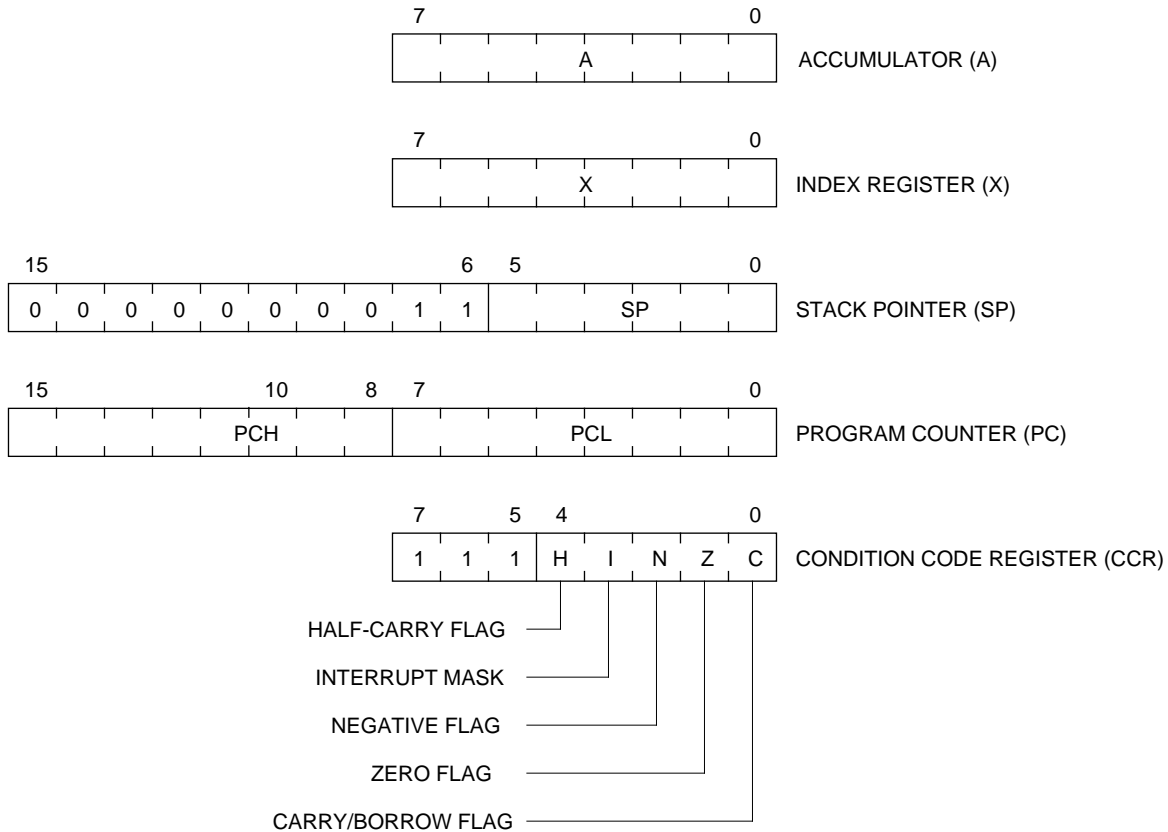 7 0
A ACCUMULATOR (A)
7 0
X INDEX REGISTER (X)
15 6 5 0
0 0 0 0 0 0 0 0 1 1 SP STACK POINTER (SP)
15 10 8 7 0
PCH PCL PROGRAM COUNTER (PC)
7 5 4 0
1 1 1 H I N Z C CONDITION CODE REGISTER (CCR)
HALF-CARRY FLAG
INTERRUPT MASK
NEGATIVE FLAG
ZERO FLAG
CARRY/BORROW FLAG